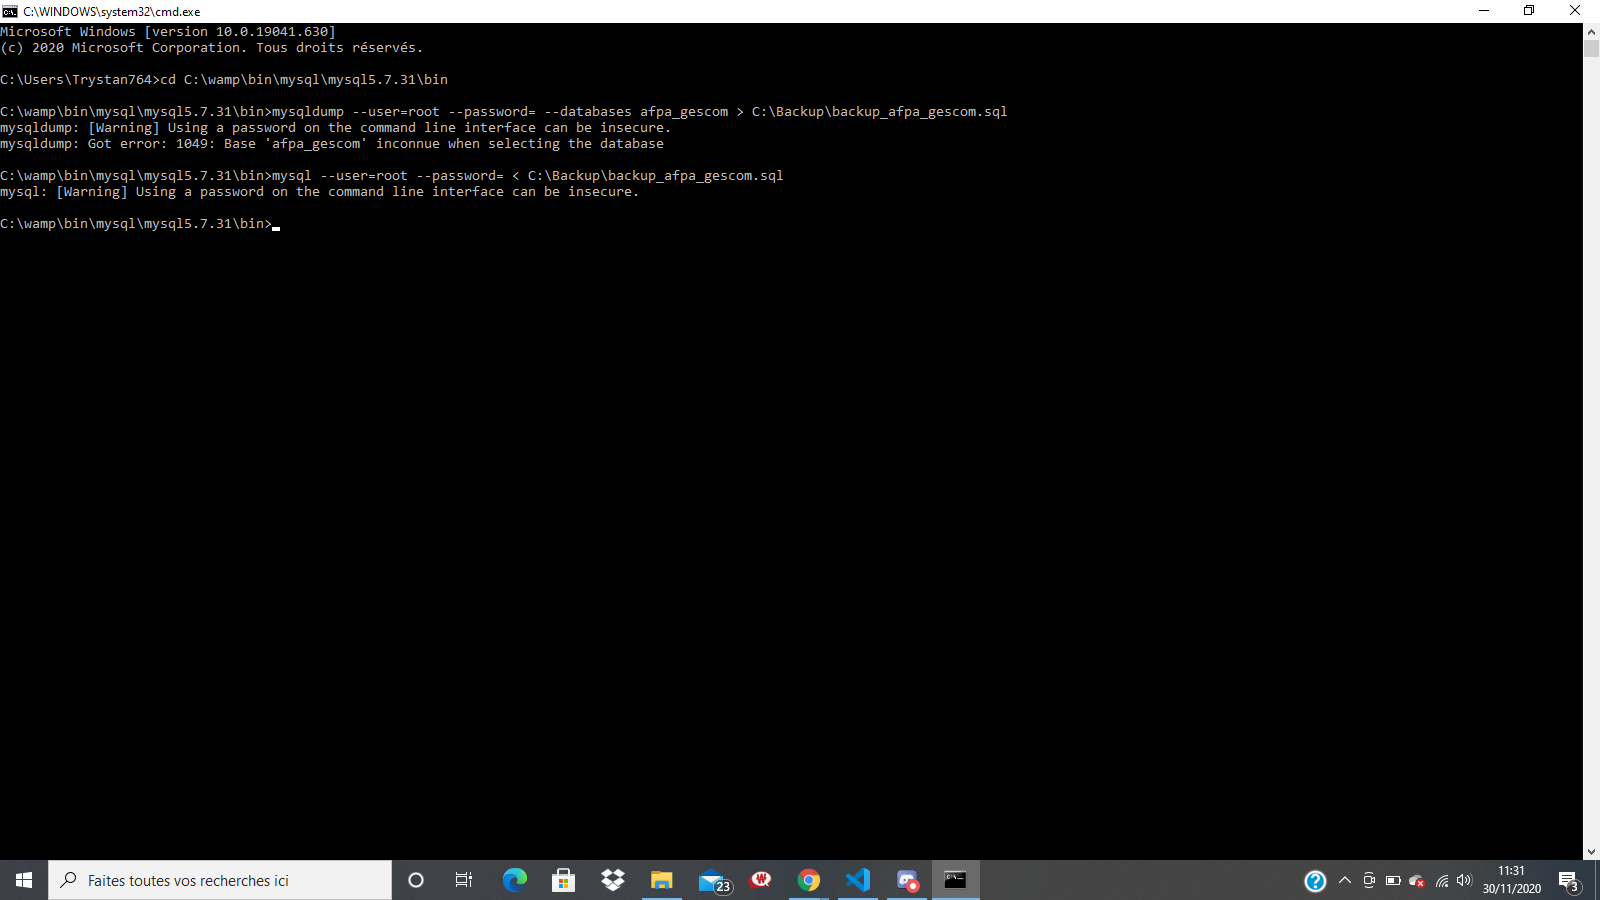 C:\WINDOWS\system32\cmd.exe
Microsoft Windows [version 10.0.19041.630]
(c) 2020 Microsoft Corporation. Tous droits réservés.
C:\Users\Trystan764>cd C:\wamp\bin\mysql\mysql5.7.31\bin
C:\wamp\bin\mysql\mysql5.7.31\bin>mysqldump --user=root --password= --databases afpa_gescom > C:\Backup\backup_afpa_gescom.sql
mysqldump: [Warning] Using a password on the command line interface can be insecure.
mysqldump: Got error: 1049: Base 'afpa_gescom' inconnue when selecting the database
C:\wamp\bin\mysql\mysql5.7.31\bin>mysql --user=root --password= < C:\Backup\backup_afpa_gescom.sql
mysql: [Warning] Using a password on the command line interface can be insecure.
C:\wamp\bin\mysql\mysql5.7.31\bin>
Faites toutes vos recherches ici
23
11:31
30/11/2020
3